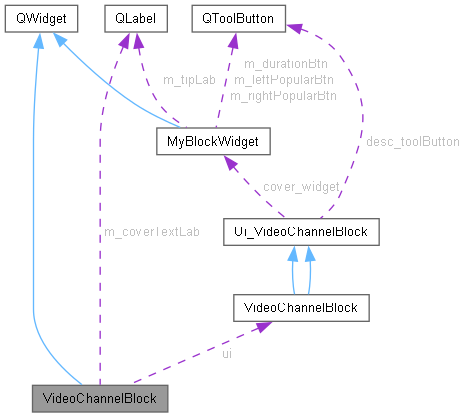 QWidget
QLabel
QToolButton
m_tipLab
m_durationBtn
m_leftPopularBtn
m_rightPopularBtn
MyBlockWidget
desc_toolButton
cover_widget
m_coverTextLab
Ui_VideoChannelBlock
VideoChannelBlock
ui
VideoChannelBlock